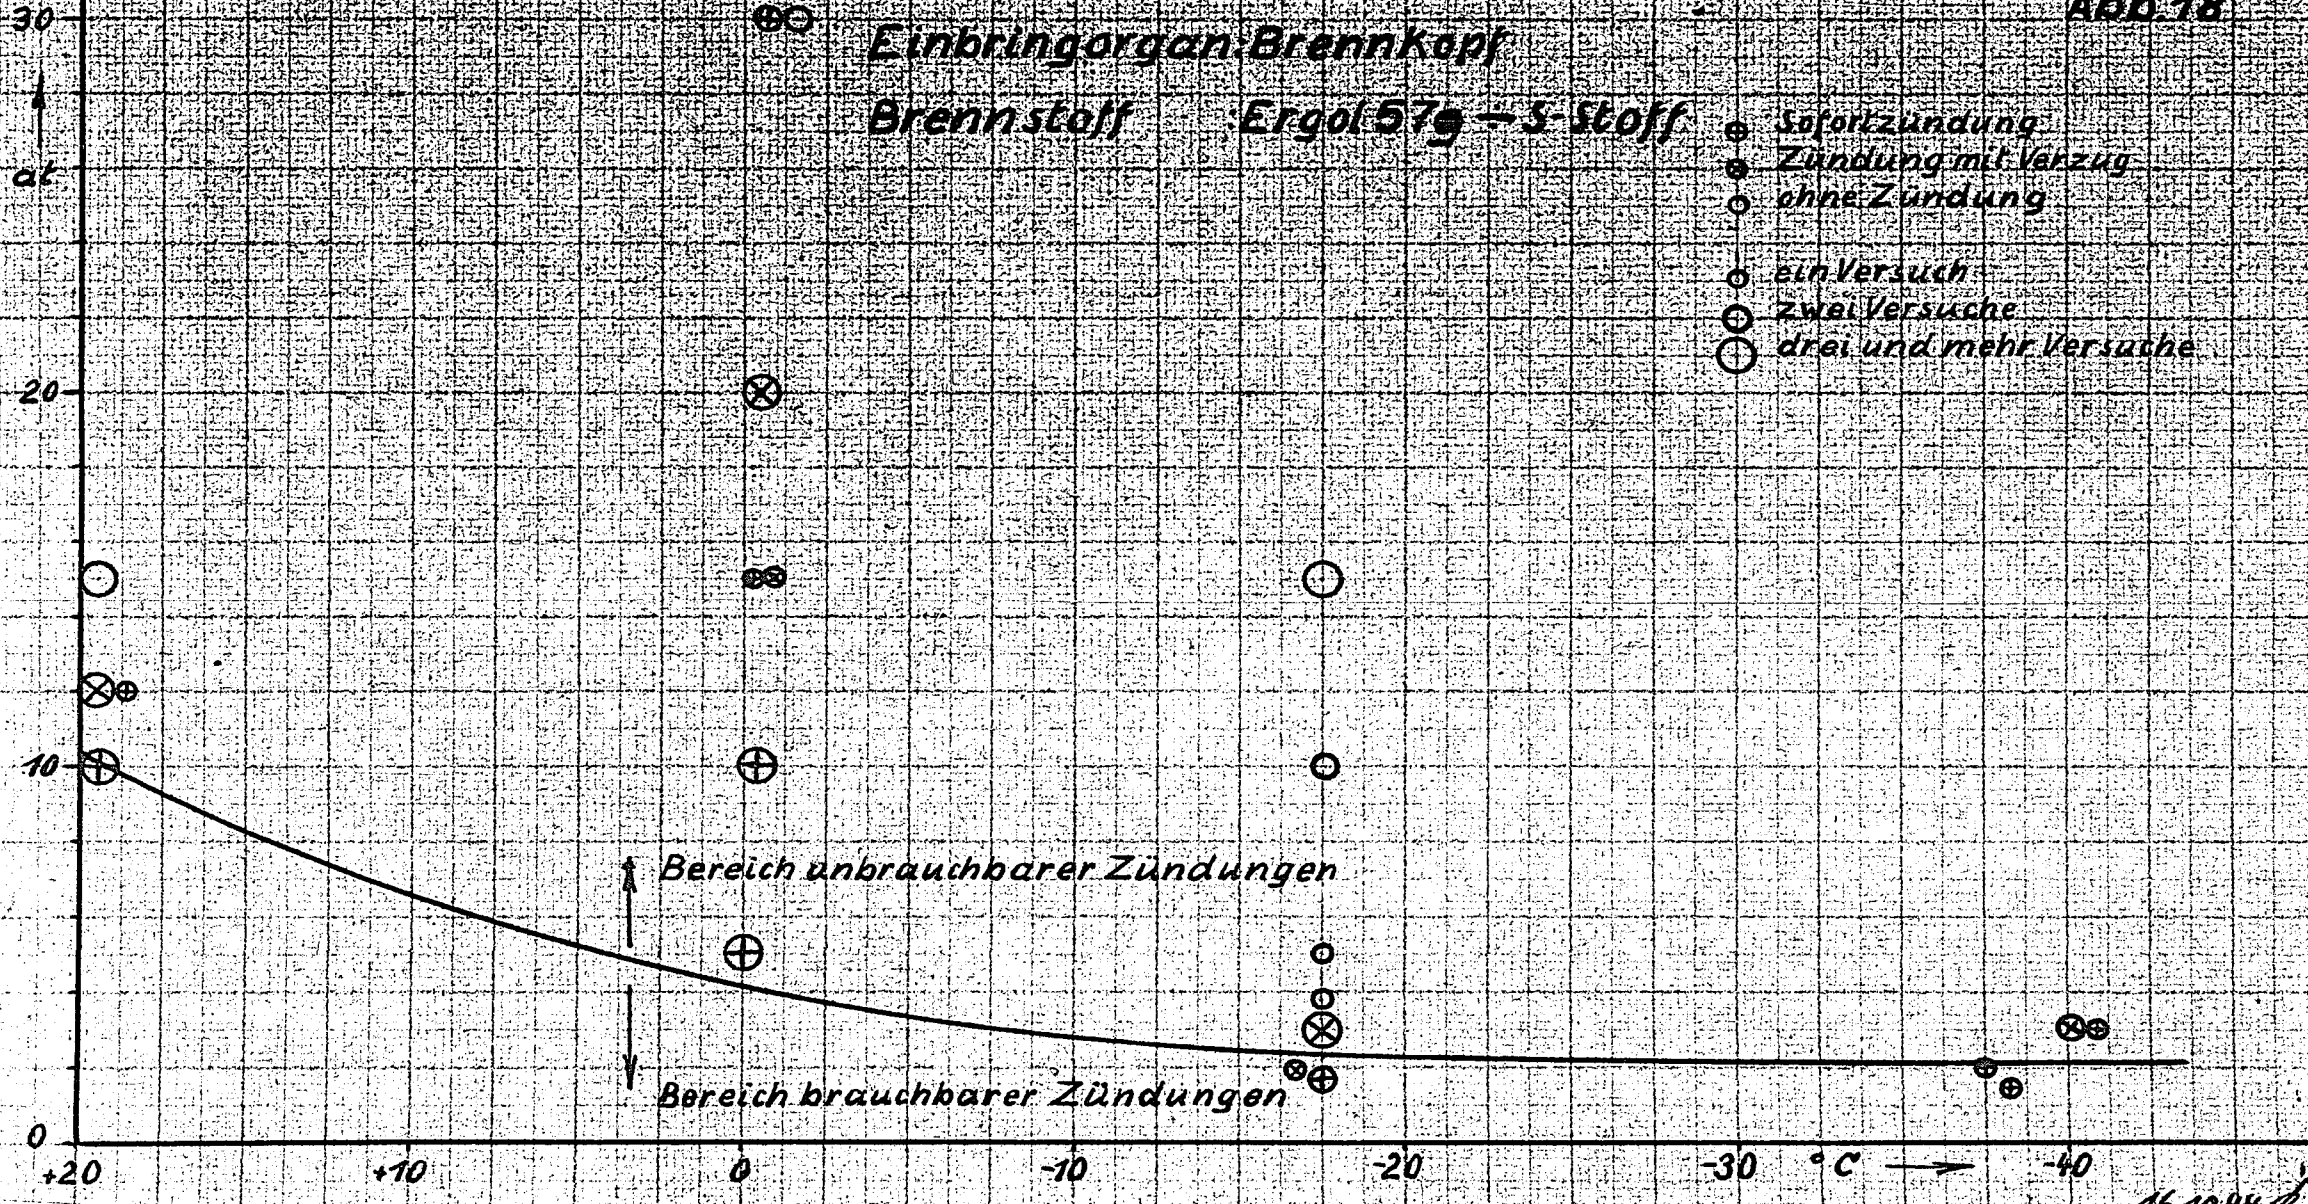 Abb.18
30
Einbringorgan: Brennkopf
Brennstoff : Ergol 57g - S-Stoff
at
Sofortzündung
Zündung mit Verzug
ohne Zündung
ein Versuch
zwei Versuche
drei und mehr Versuche
20
10
Bereich unbrauchbarer Zündungen
Bereich brauchbarer Zündungen
0
+20 +10 0 -10 -20 -30 °C -40